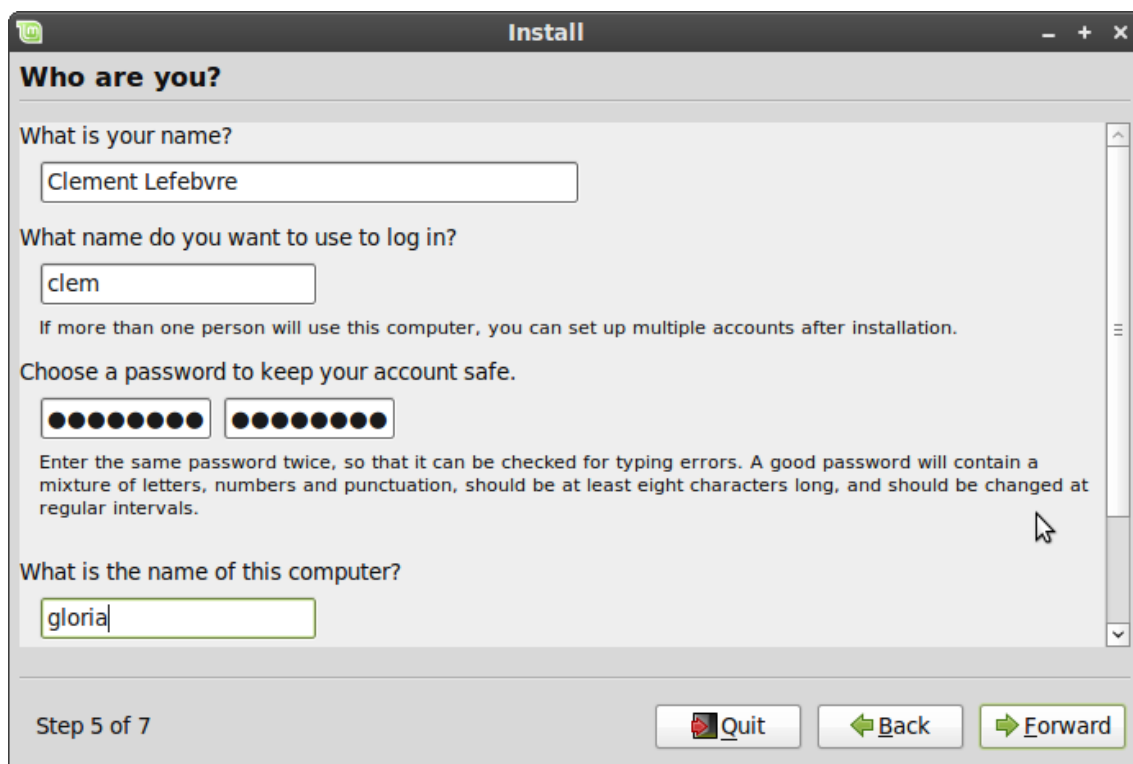 Install
Who are you?
What is your name?
Clement Lefebvre
What name do you want to use to log in?
clem
If more than one person will use this computer, you can set up multiple accounts after installation.
Choose a password to keep your account safe.
●●●●●●●● ●●●●●●●●
Enter the same password twice, so that it can be checked for typing errors. A good password will contain a
mixture of letters, numbers and punctuation, should be at least eight characters long, and should be changed at
regular intervals.
What is the name of this computer?
gloria
Step 5 of 7 Quit Back Forward